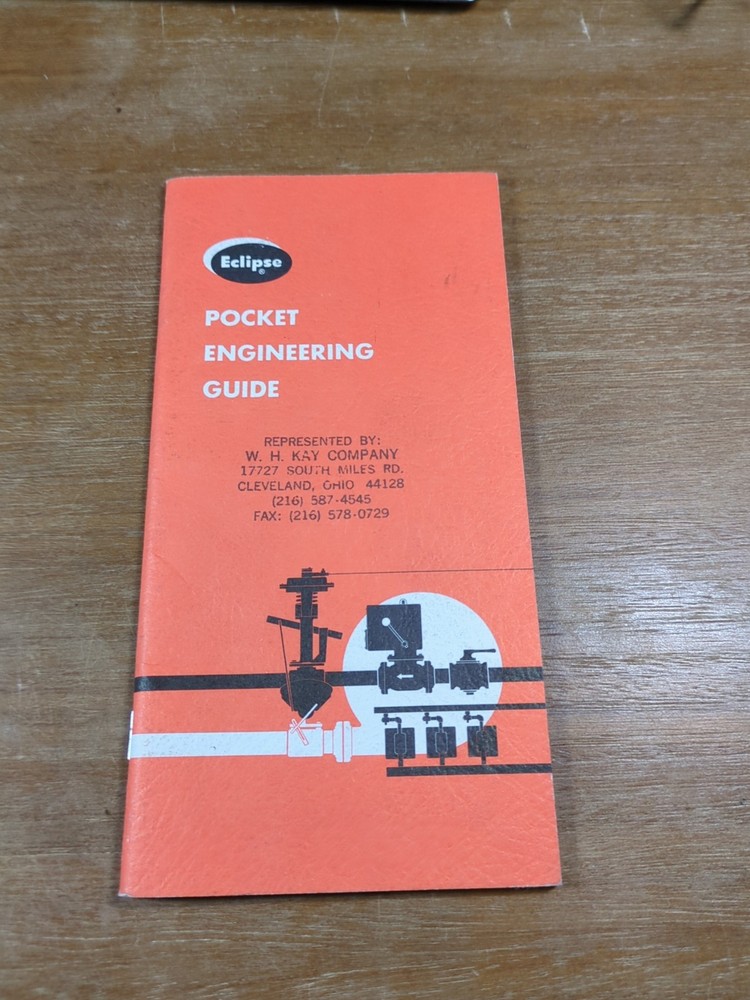 Eclipse
®
POCKET
ENGINEERING
GUIDE
REPRESENTED BY:
W. H. KAY COMPANY
17727 SOUTH MILES RD.
CLEVELAND, OHIO 44128
(216) 587-4545
FAX: (216) 578-0729